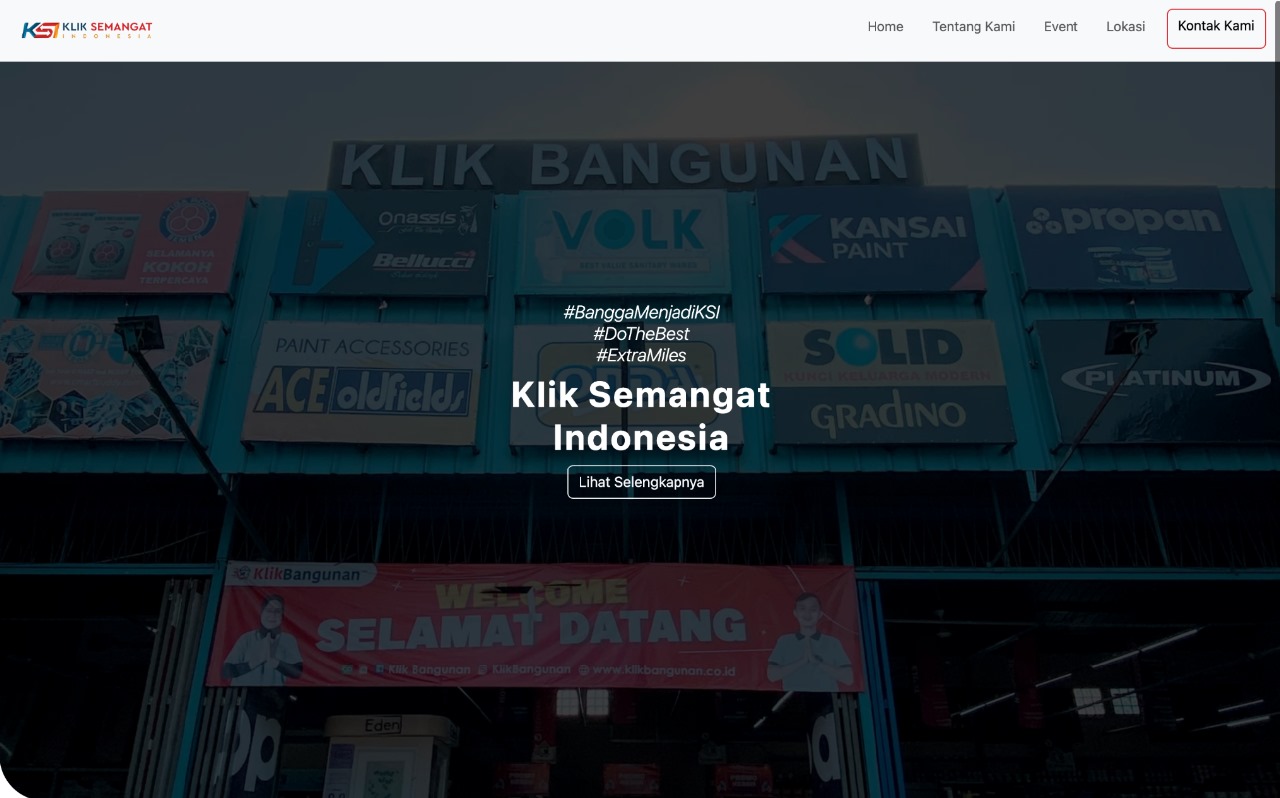 KSI KLIK SEMANGAT
INDONESIA
Home
Tentang Kami
Event
Lokasi
Kontak Kami
KLIK BANGUNAN
SELAMANYA
KOKOH
TERPERCAYA
Onassis
Bellucci
VOLK
KANSAI
PAINT
propan
#BanggaMenjadiKSI
#DoTheBest
#ExtraMiles
Klik Semangat
Indonesia
Lihat Selengkapnya
PAINT ACCESSORIES
ACE oldfields
SOLID
KUNCI KELUARGA MODERN
GRADINO
PLATINUM
KlikBangunan
WELCOME
SELAMAT DATANG
Klik Bangunan KlikBangunan www.klikbangunan.co.id
Eden